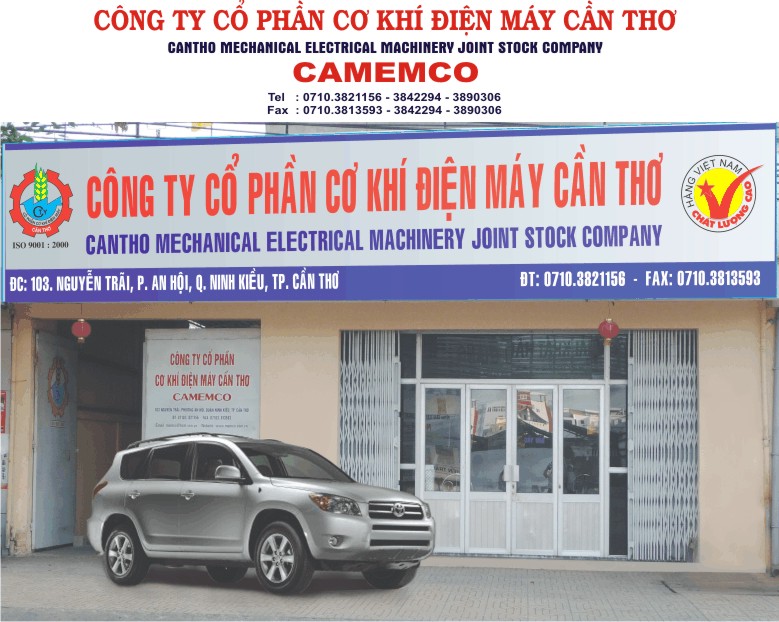 CÔNG TY CỔ PHẦN CƠ KHÍ ĐIỆN MÁY CẦN THƠ
CANTHO MECHANICAL ELECTRICAL MACHINERY JOINT STOCK COMPANY
CAMEMCO
Tel : 0710.3821156 - 3842294 - 3890306
Fax : 0710.3813593 - 3842294 - 3890306
CÔNG TY CỔ PHẦN CƠ KHÍ ĐIỆN MÁY CẦN THƠ
CANTHO MECHANICAL ELECTRICAL MACHINERY JOINT STOCK COMPANY
CẦN THƠ
ISO 9001 : 2000
HÀNG VIỆT NAM
CHẤT LƯỢNG CAO
ĐC: 103. NGUYỄN TRÃI, P. AN HỘI, Q. NINH KIỀU, TP. CẦN THƠ
ĐT: 0710.3821156 - FAX: 0710.3813593
CÔNG TY CỔ PHẦN
CƠ KHÍ ĐIỆN MÁY CẦN THƠ
CAMEMCO